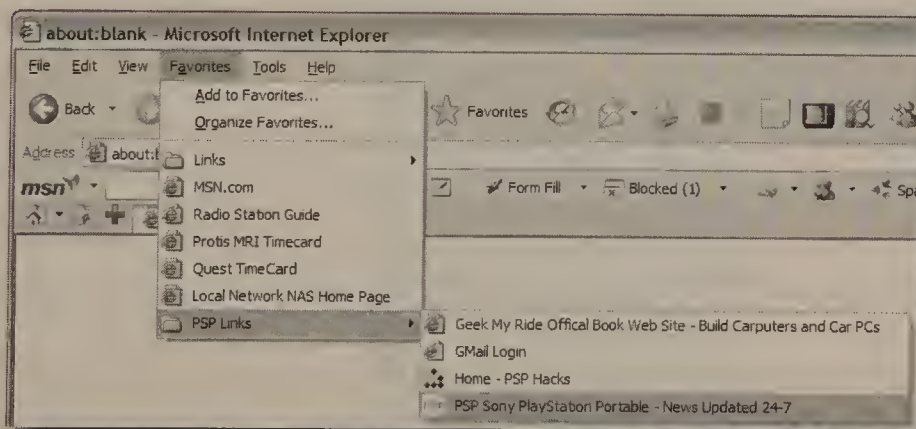 about:blank - Microsoft Internet Explorer
File Edit View Favorites Tools Help
Back
Add to Favorites...
Favorites
Organize Favorites...
Address about:
Links
msn
MSN.com
Form Fill Blocked (1)
Radio Station Guide
Protis MRI Timecard
Quest TimeCard
Local Network NAS Home Page
PSP Links
Geek My Ride Offical Book Web Site - Build Carputers and Car PCs
GMail Login
Home - PSP Hacks
PSP Sony PlayStation Portable - News Updated 24-7